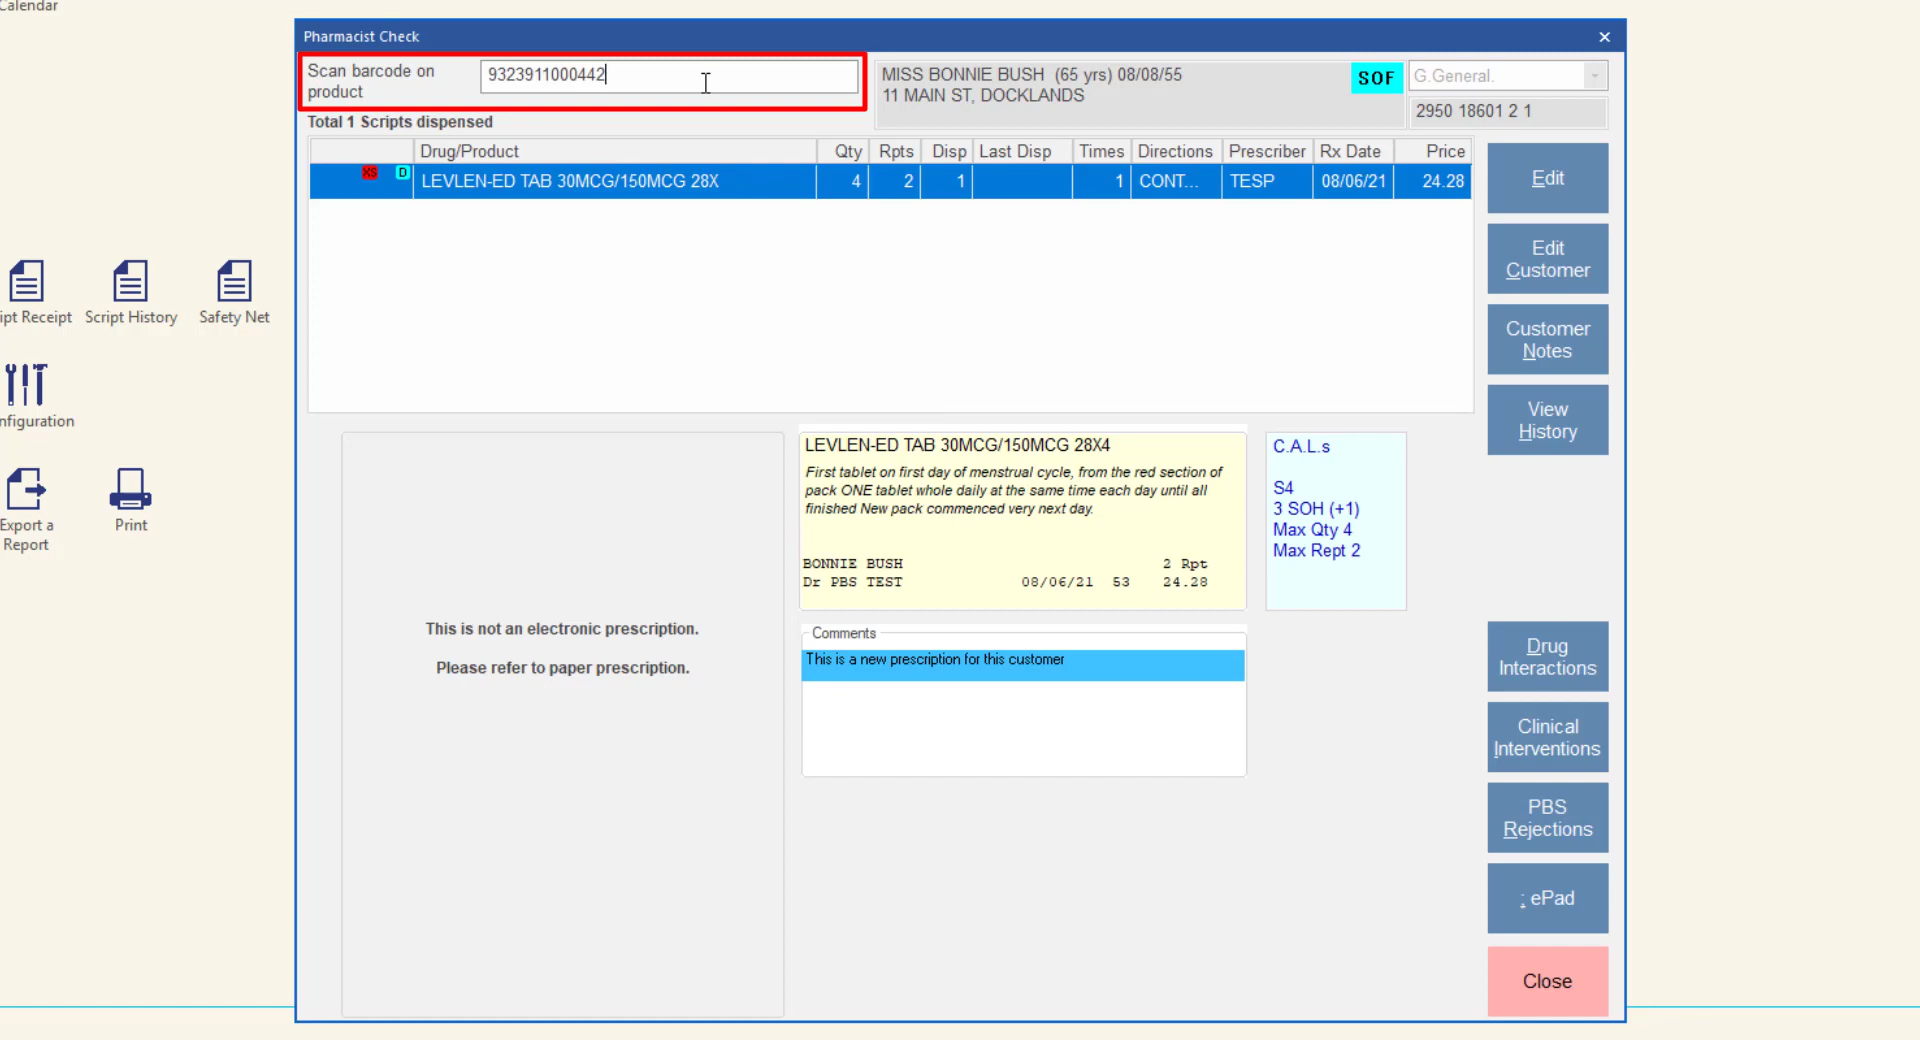 Calendar
Pharmacist Check
Scan barcode on
product
9323911000442
MISS BONNIE BUSH (65 yrs) 08/08/55
11 MAIN ST, DOCKLANDS
SOF
G.General.
2950 18601 2 1
Total 1 Scripts dispensed
Drug/Product Qty Rpts Disp Last Disp Times Directions Prescriber Rx Date Price
XS D LEVLEN-ED TAB 30MCG/150MCG 28X 4 2 1 1 CONT... TESP 08/06/21 24.28
Edit
Edit
Customer
Customer
Notes
View
History
ipt Receipt
Script History
Safety Net
nfiguration
Export a
Report
Print
This is not an electronic prescription.
Please refer to paper prescription.
LEVLEN-ED TAB 30MCG/150MCG 28X4
First tablet on first day of menstrual cycle, from the red section of
pack ONE tablet whole daily at the same time each day until all
finished New pack commenced very next day.
BONNIE BUSH 2 Rpt
Dr PBS TEST 08/06/21 53 24.28
C.A.L.s
S4
3 SOH (+1)
Max Qty 4
Max Rept 2
Comments
This is a new prescription for this customer
Drug
Interactions
Clinical
Interventions
PBS
Rejections
; ePad
Close